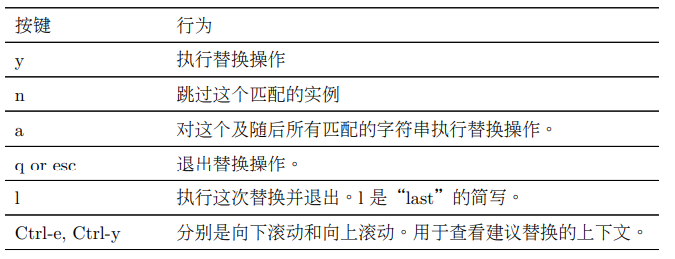 按键 行为
y 执行替换操作
n 跳过这个匹配的实例
a 对这个及随后所有匹配的字符串执行替换操作。
q or esc 退出替换操作。
l 执行这次替换并退出。l 是“last”的简写。
Ctrl-e, Ctrl-y 分别是向下滚动和向上滚动。用于查看建议替换的上下文。